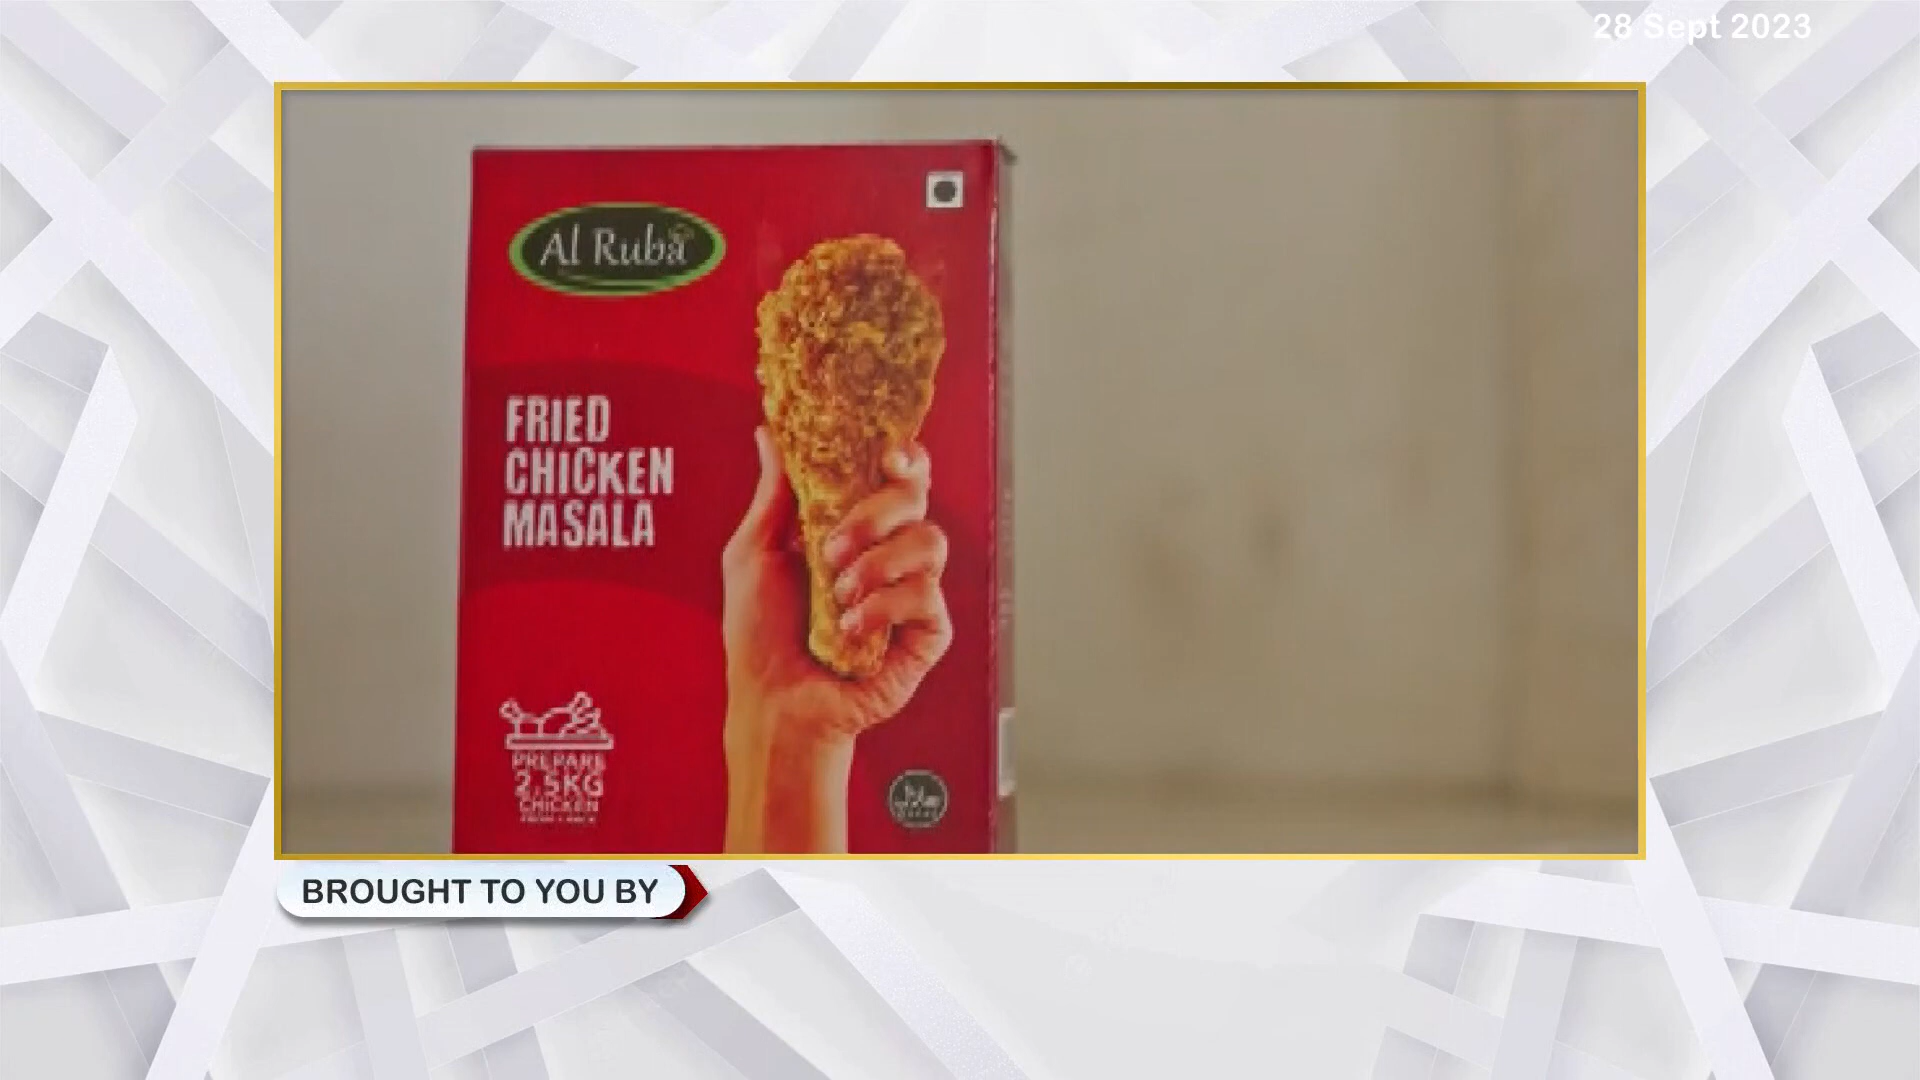 28 Sept 2023
Al Ruba
FRIED
CHICKEN
MASALA
PREPARE
2.5KG
CHICKEN
BROUGHT TO YOU BY